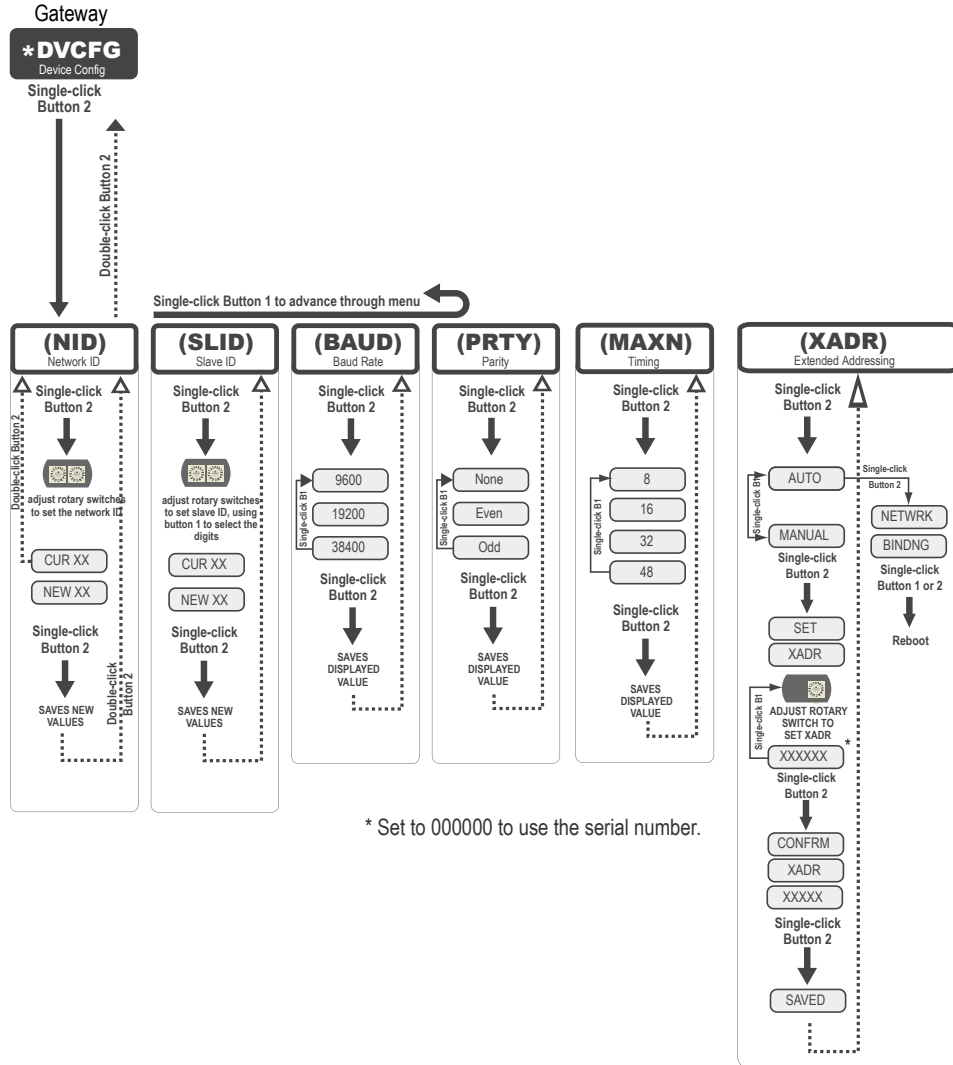 Gateway
*DVCFG
Device Config
Single-click
Button 2
Double-click Button 2
Single-click Button 1 to advance through menu
(NID)
Network ID
Single-click
Button 2
Double-click Button 2
adjust rotary switches
to set the network ID
CUR XX
NEW XX
Single-click
Button 2
SAVES NEW
VALUES
Double-click
Button 2
(SLID)
Slave ID
Single-click
Button 2
adjust rotary switches
to set slave ID, using
button 1 to select the
digits
CUR XX
NEW XX
Single-click
Button 2
SAVES NEW
VALUES
(BAUD)
Baud Rate
Single-click
Button 2
Single-click B1
9600
19200
38400
Single-click
Button 2
SAVES
DISPLAYED
VALUE
(PRTY)
Parity
Single-click
Button 2
Single-click B1
None
Even
Odd
Single-click
Button 2
SAVES
DISPLAYED
VALUE
(MAXN)
Timing
Single-click
Button 2
Single-click B1
8
16
32
48
Single-click
Button 2
SAVES
DISPLAYED
VALUE
(XADR)
Extended Addressing
Single-click
Button 2
Single-click B1
AUTO
Single-click
Button 2
NETWRK
BINDNG
Single-click
Button 1 or 2
Reboot
MANUAL
Single-click
Button 2
SET
XADR
Single-click B1
ADJUST ROTARY
SWITCH TO
SET XADR
XXXXXX *
Single-click
Button 2
CONFRM
XADR
XXXXX
Single-click
Button 2
SAVED
* Set to 000000 to use the serial number.